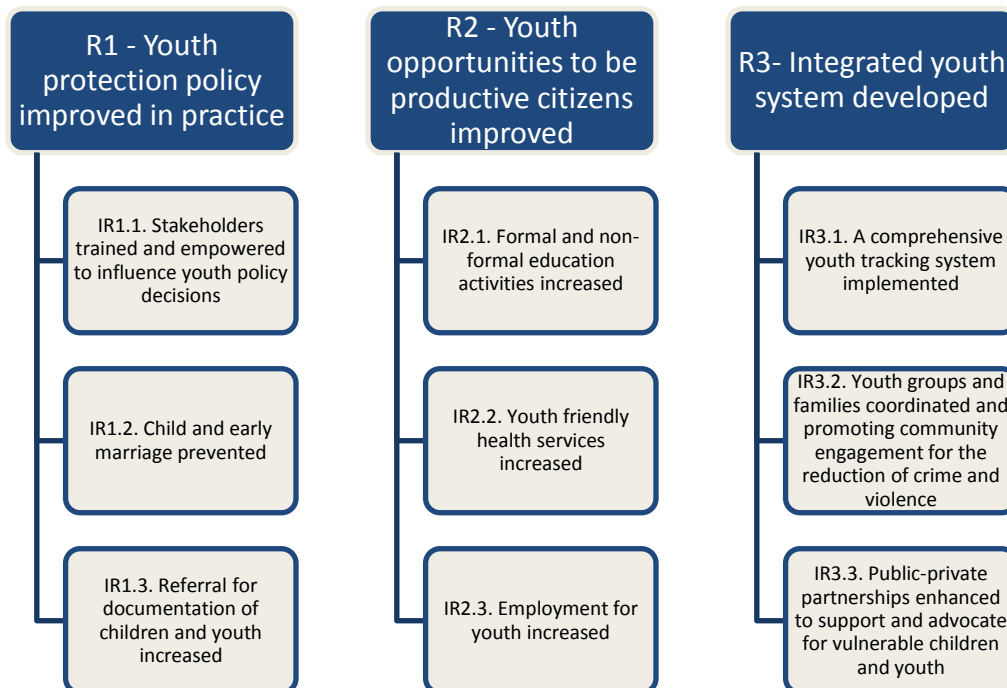 R1 - Youth
protection policy
improved in practice
IR1.1. Stakeholders
trained and empowered
to influence youth policy
decisions
IR1.2. Child and early
marriage prevented
IR1.3. Referral for
documentation of
children and youth
increased
R2 - Youth
opportunities to be
productive citizens
improved
IR2.1. Formal and non-
formal education
activities increased
IR2.2. Youth friendly
health services
increased
IR2.3. Employment for
youth increased
R3- Integrated youth
system developed
IR3.1. A comprehensive
youth tracking system
implemented
IR3.2. Youth groups and
families coordinated and
promoting community
engagement for the
reduction of crime and
violence
IR3.3. Public-private
partnerships enhanced
to support and advocate
for vulnerable children
and youth